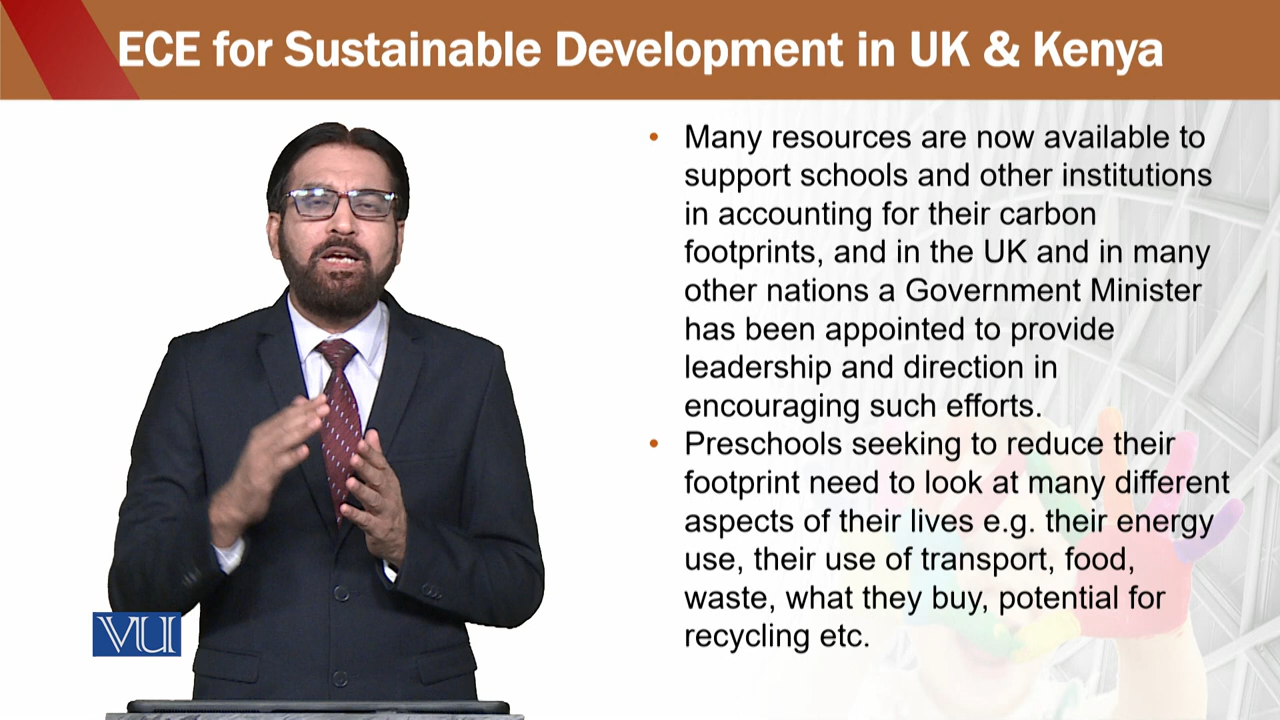 ECE for Sustainable Development in UK & Kenya
• Many resources are now available to
support schools and other institutions
in accounting for their carbon
footprints, and in the UK and in many
other nations a Government Minister
has been appointed to provide
leadership and direction in
encouraging such efforts.
• Preschools seeking to reduce their
footprint need to look at many different
aspects of their lives e.g. their energy
use, their use of transport, food,
waste, what they buy, potential for
recycling etc.
VU